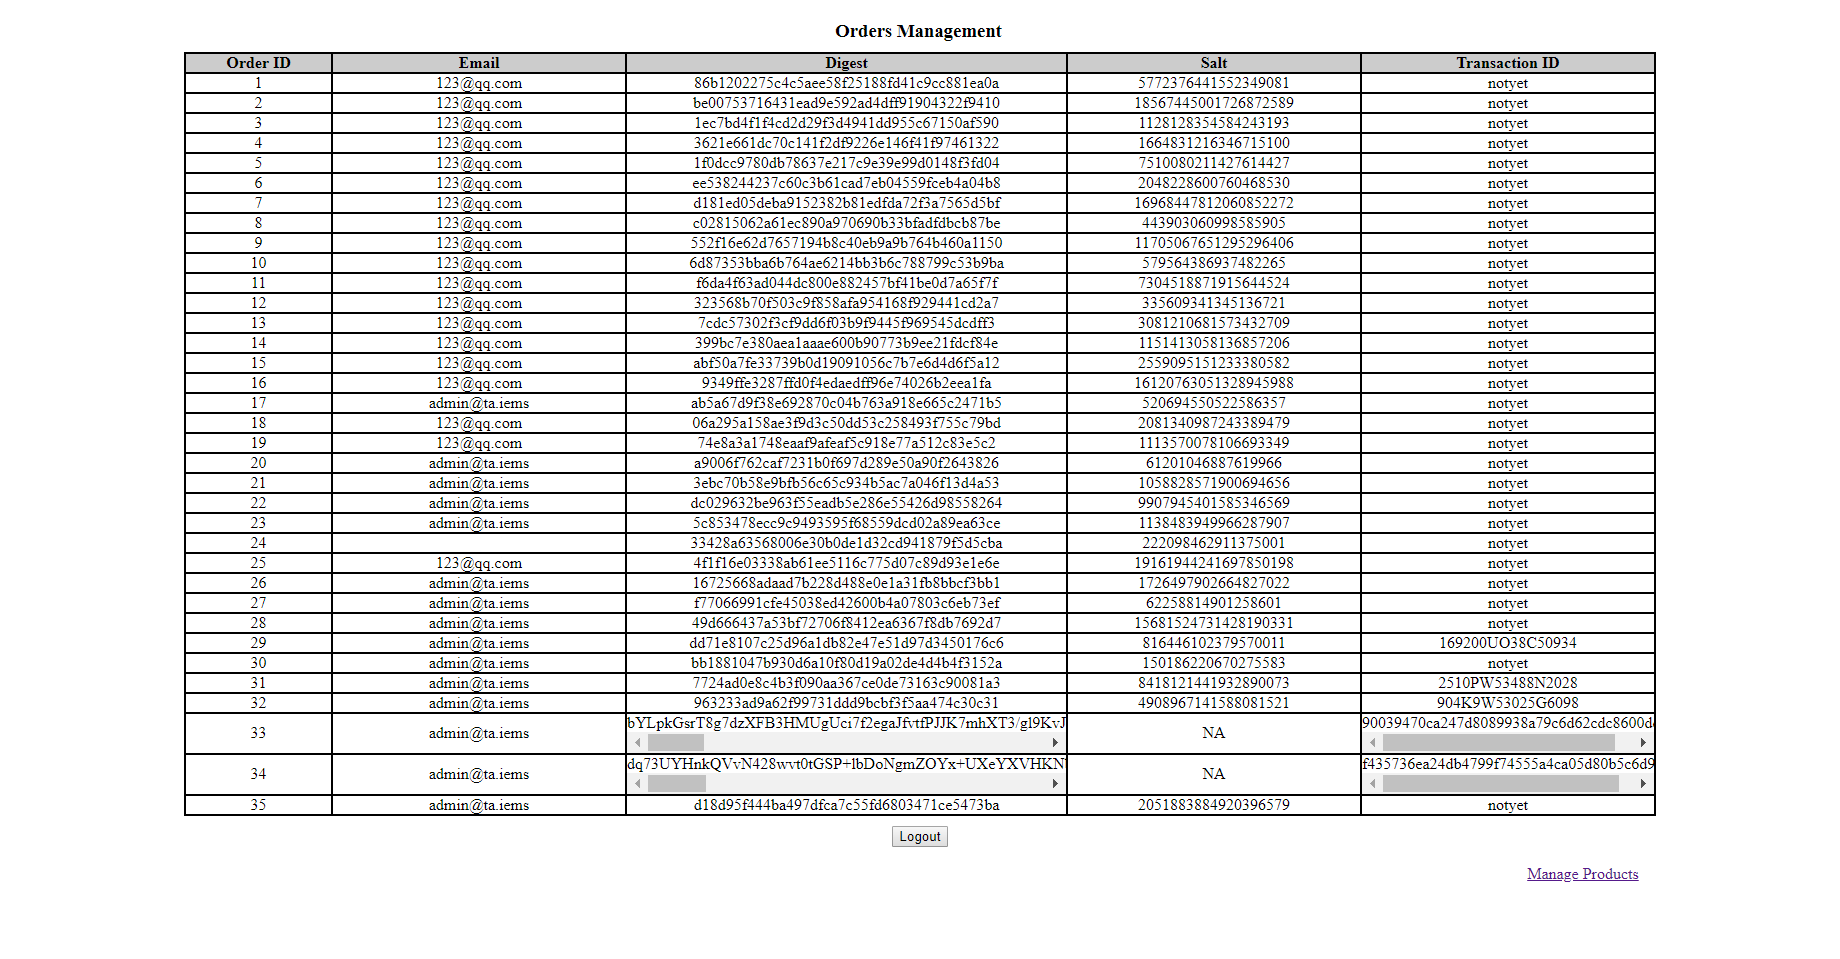 Orders Management
Order ID Email Digest Salt Transaction ID
1 123@qq.com 86b1202275c4c5aee58f25188fd41c9cc881ea0a 5772376441552349081 notyet
2 123@qq.com be00753716431ead9e592ad4dff91904322f9410 18567445001726872589 notyet
3 123@qq.com 1ec7bd4f1f4cd2d29f3d4941dd955c67150af590 1128128354584243193 notyet
4 123@qq.com 3621e661dc70c141f2df9226e146f41f97461322 1664831216346715100 notyet
5 123@qq.com 1f0dcc9780db78637e217c9e39e99d0148f3fd04 7510080211427614427 notyet
6 123@qq.com ee538244237c60c3b61cad7eb04559fceb4a04b8 2048228600760468530 notyet
7 123@qq.com d181ed05deba9152382b81edfda72f3a7565d5bf 16968447812060852272 notyet
8 123@qq.com c02815062a61ec890a970690b33bfadfdbcb87be 443903060998585905 notyet
9 123@qq.com 552f16e62d7657194b8c40eb9a9b764b460a1150 11705067651295296406 notyet
10 123@qq.com 6d87353bba6b764ae6214bb3b6c788799c53b9ba 579564386937482265 notyet
11 123@qq.com f6da4f63ad044dc800e882457bf41be0d7a65f7f 7304518871915644524 notyet
12 123@qq.com 323568b70f503c9f858afa954168f929441cd2a7 335609341345136721 notyet
13 123@qq.com 7cdc57302f3cf9dd6f03b9f9445f969545dcdff3 3081210681573432709 notyet
14 123@qq.com 399bc7e380aea1aaae600b90773b9ee21fdcf84e 1151413058136857206 notyet
15 123@qq.com abf50a7fe33739b0d19091056c7b7e6d4d6f5a12 2559095151233380582 notyet
16 123@qq.com 9349ffe3287ffd0f4edaedff96e74026b2eea1fa 16120763051328945988 notyet
17 admin@ta.iems ab5a67d9f38e692870c04b763a918e665c2471b5 520694550522586357 notyet
18 123@qq.com 06a295a158ae3f9d3c50dd53c258493f755c79bd 2081340987243389479 notyet
19 123@qq.com 74e8a3a1748eaaf9afeaf5c918e77a512c83e5c2 1113570078106693349 notyet
20 admin@ta.iems a9006f762caf7231b0f697d289e50a90f2643826 61201046887619966 notyet
21 admin@ta.iems 3ebc70b58e9bfb56c65c934b5ac7a046f13d4a53 1058828571900694656 notyet
22 admin@ta.iems dc029632be963f55eadb5e286e55426d98558264 9907945401585346569 notyet
23 admin@ta.iems 5c853478ecc9c9493595f68559dcd02a89ea63ce 1138483949966287907 notyet
24 33428a63568006e30b0de1d32cd941879f5d5cba 222098462911375001 notyet
25 123@qq.com 4f1f16e03338ab61ee5116c775d07c89d93e1e6e 19161944241697850198 notyet
26 admin@ta.iems 16725668adaad7b228d488e0e1a31fb8bbcf3bb1 1726497902664827022 notyet
27 admin@ta.iems f77066991cfe45038ed42600b4a07803c6eb73ef 62258814901258601 notyet
28 admin@ta.iems 49d666437a53bf72706f8412ea6367f8db7692d7 15681524731428190331 notyet
29 admin@ta.iems dd71e8107c25d96a1db82e47e51d97d3450176c6 816446102379570011 169200UO38C50934
30 admin@ta.iems bb1881047b930d6a10f80d19a02de4d4b4f3152a 150186220670275583 notyet
31 admin@ta.iems 7724ad0e8c4b3f090aa367ce0de73163c90081a3 8418121441932890073 2510PW53488N2028
32 admin@ta.iems 963233ad9a62f99731ddd9bcbf3f5aa474c30c31 4908967141588081521 904K9W53025G6098
33 admin@ta.iems bYLpkGsrT8g7dzXFB3HMUgUci7f2egaJfvtfPJJK7mhXT3/gl9KvJ NA 90039470ca247d8089938a79c6d62cdc8600d
34 admin@ta.iems dq73UYHnkQVvN428wvt0tGSP+lbDoNgmZOYx+UXeYXVHKN NA f435736ea24db4799f74555a4ca05d80b5c6d9
35 admin@ta.iems d18d95f444ba497dfca7c55fd6803471ce5473ba 2051883884920396579 notyet
Logout
Manage Products